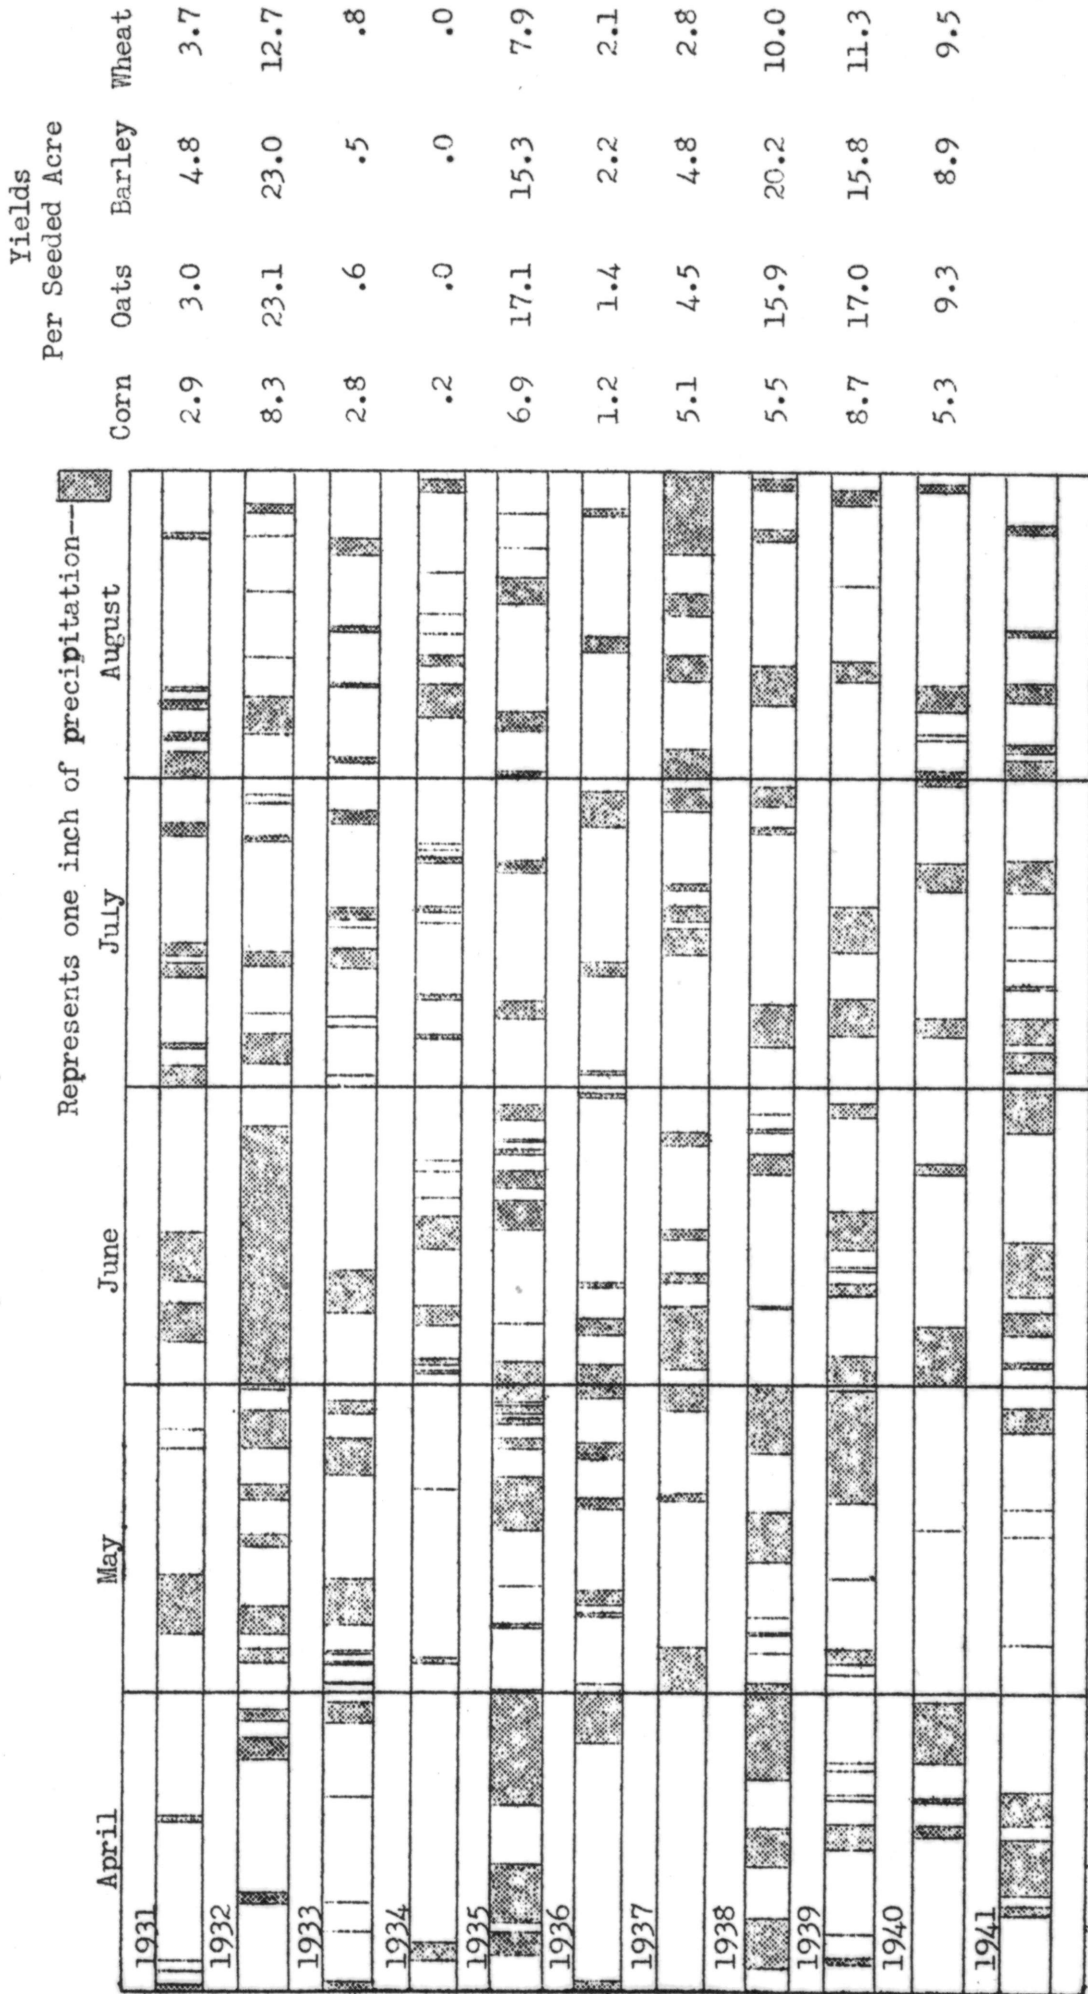 Yields
Per Seeded Acre
Represents one inch of precipitation--
April May June July August Corn Oats Barley Wheat
1931 2.9 3.0 4.8 3.7
1932 8.3 23.1 23.0 12.7
1933 2.8 .6 .5 .8
1934 .2 .0 .0 .0
1935 6.9 17.1 15.3 7.9
1936 1.2 1.4 2.2 2.1
1937 5.1 4.5 4.8 2.8
1938 5.5 15.9 20.2 10.0
1939 8.7 17.0 15.8 11.3
1940 5.3 9.3 8.9 9.5
1941